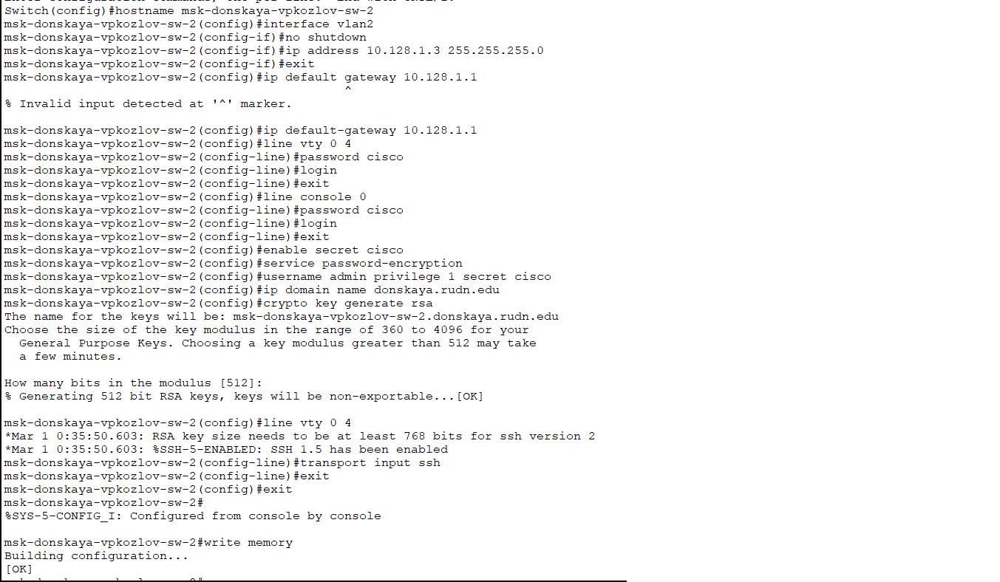 Switch(config)#hostname msk-donskaya-vpkozlov-sw-2
msk-donskaya-vpkozlov-sw-2(config)#interface vlan2
msk-donskaya-vpkozlov-sw-2(config-if)#no shutdown
msk-donskaya-vpkozlov-sw-2(config-if)#ip address 10.128.1.3 255.255.255.0
msk-donskaya-vpkozlov-sw-2(config-if)#exit
msk-donskaya-vpkozlov-sw-2(config)#ip default gateway 10.128.1.1
^
% Invalid input detected at '^' marker.
msk-donskaya-vpkozlov-sw-2(config)#ip default-gateway 10.128.1.1
msk-donskaya-vpkozlov-sw-2(config)#line vty 0 4
msk-donskaya-vpkozlov-sw-2(config-line)#password cisco
msk-donskaya-vpkozlov-sw-2(config-line)#login
msk-donskaya-vpkozlov-sw-2(config-line)#exit
msk-donskaya-vpkozlov-sw-2(config)#line console 0
msk-donskaya-vpkozlov-sw-2(config-line)#password cisco
msk-donskaya-vpkozlov-sw-2(config-line)#login
msk-donskaya-vpkozlov-sw-2(config-line)#exit
msk-donskaya-vpkozlov-sw-2(config)#enable secret cisco
msk-donskaya-vpkozlov-sw-2(config)#service password-encryption
msk-donskaya-vpkozlov-sw-2(config)#username admin privilege 1 secret cisco
msk-donskaya-vpkozlov-sw-2(config)#ip domain name donskaya.rudn.edu
msk-donskaya-vpkozlov-sw-2(config)#crypto key generate rsa
The name for the keys will be: msk-donskaya-vpkozlov-sw-2.donskaya.rudn.edu
Choose the size of the key modulus in the range of 360 to 4096 for your
General Purpose Keys. Choosing a key modulus greater than 512 may take
a few minutes.
How many bits in the modulus [512]:
% Generating 512 bit RSA keys, keys will be non-exportable...[OK]
msk-donskaya-vpkozlov-sw-2(config)#line vty 0 4
*Mar 1 0:35:50.603: RSA key size needs to be at least 768 bits for ssh version 2
*Mar 1 0:35:50.603: %SSH-5-ENABLED: SSH 1.5 has been enabled
msk-donskaya-vpkozlov-sw-2(config-line)#transport input ssh
msk-donskaya-vpkozlov-sw-2(config-line)#exit
msk-donskaya-vpkozlov-sw-2(config)#exit
msk-donskaya-vpkozlov-sw-2#
%SYS-5-CONFIG_I: Configured from console by console
msk-donskaya-vpkozlov-sw-2#write memory
Building configuration...
[OK]